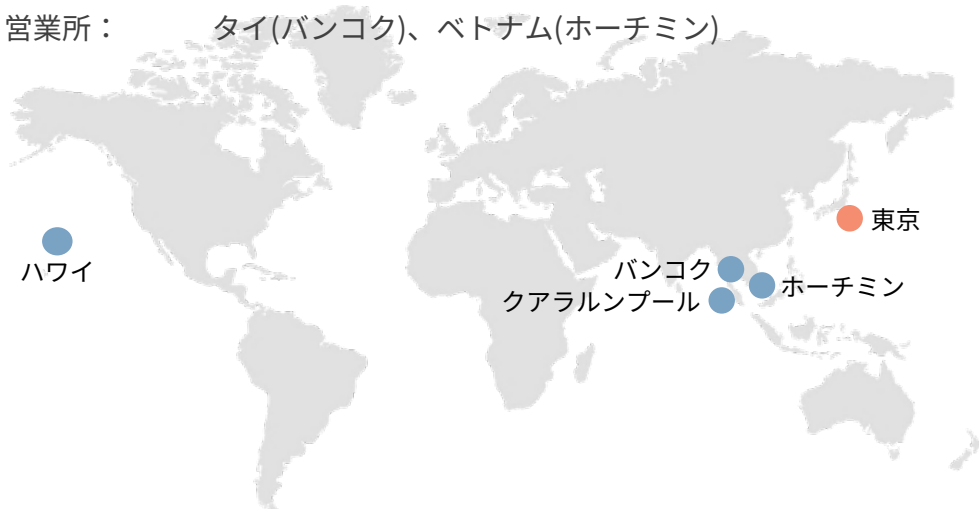 営業所： タイ(バンコク)、ベトナム(ホーチミン)
東京
ハワイ
バンコク
ホーチミン
クアラルンプール